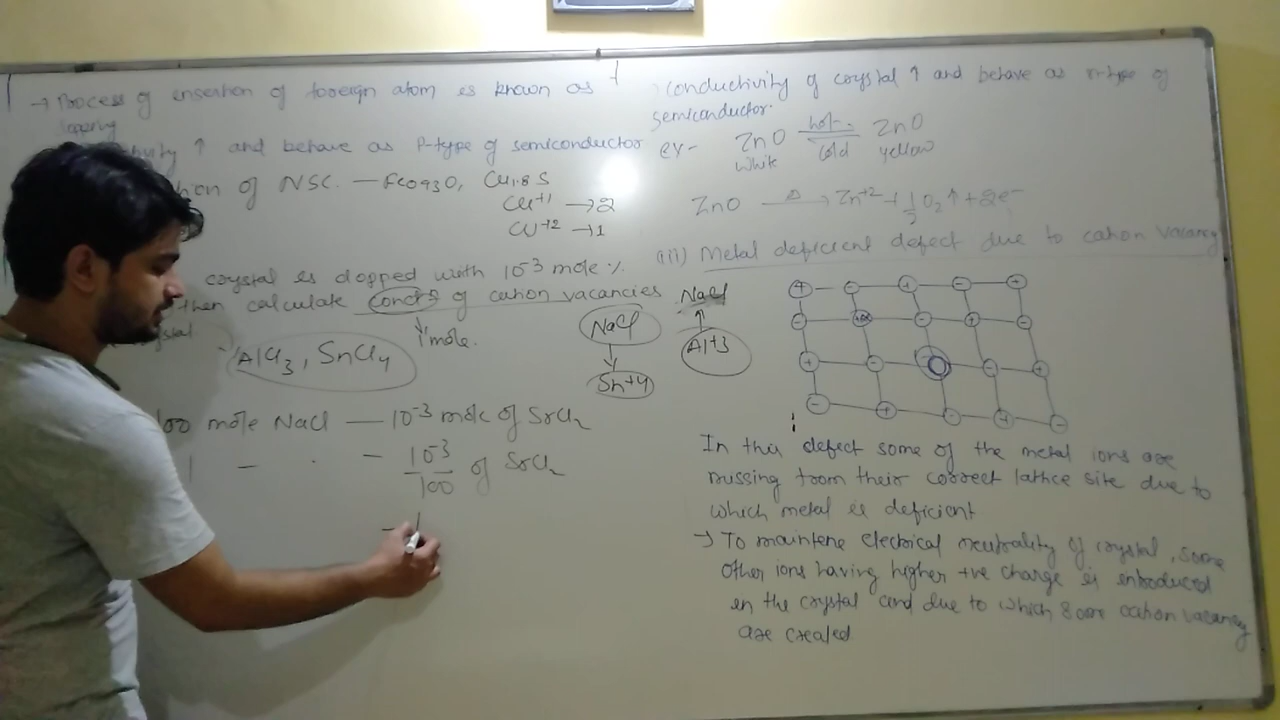 → Process of insertion of foreign atom is known as
↑ and behave as P-type of semiconductor
of NSC. — Fe0.93O, Cu1.8S
Cu+1 → 2
Cu+2 → 1
crystal is dopped with 10-3 mole %
then calculate concn of cation vacancies
1 mole.
AlCl3, SnCl4
NaCl
Sn+4
NaCl
Al+3
100 mole NaCl — 10-3 mole of SrCl2
1 — . — 10-3/100 of SrCl2
conductivity of crystal ↑ and behave as n-type of
semiconductor.
ex- ZnO hot cold ZnO
white yellow
ZnO Δ→ Zn+2 + 1/2 O2 ↑ + 2e-
(iii) Metal deficient defect due to cation vacancy
In this defect some of the metal ions are
missing from their correct lattice site due to
which metal is deficient
→ To maintene electrical neutrality of crystal, some
other ions having higher +ve charge is introduced
in the crystal and due to which some cation vacancy
are created